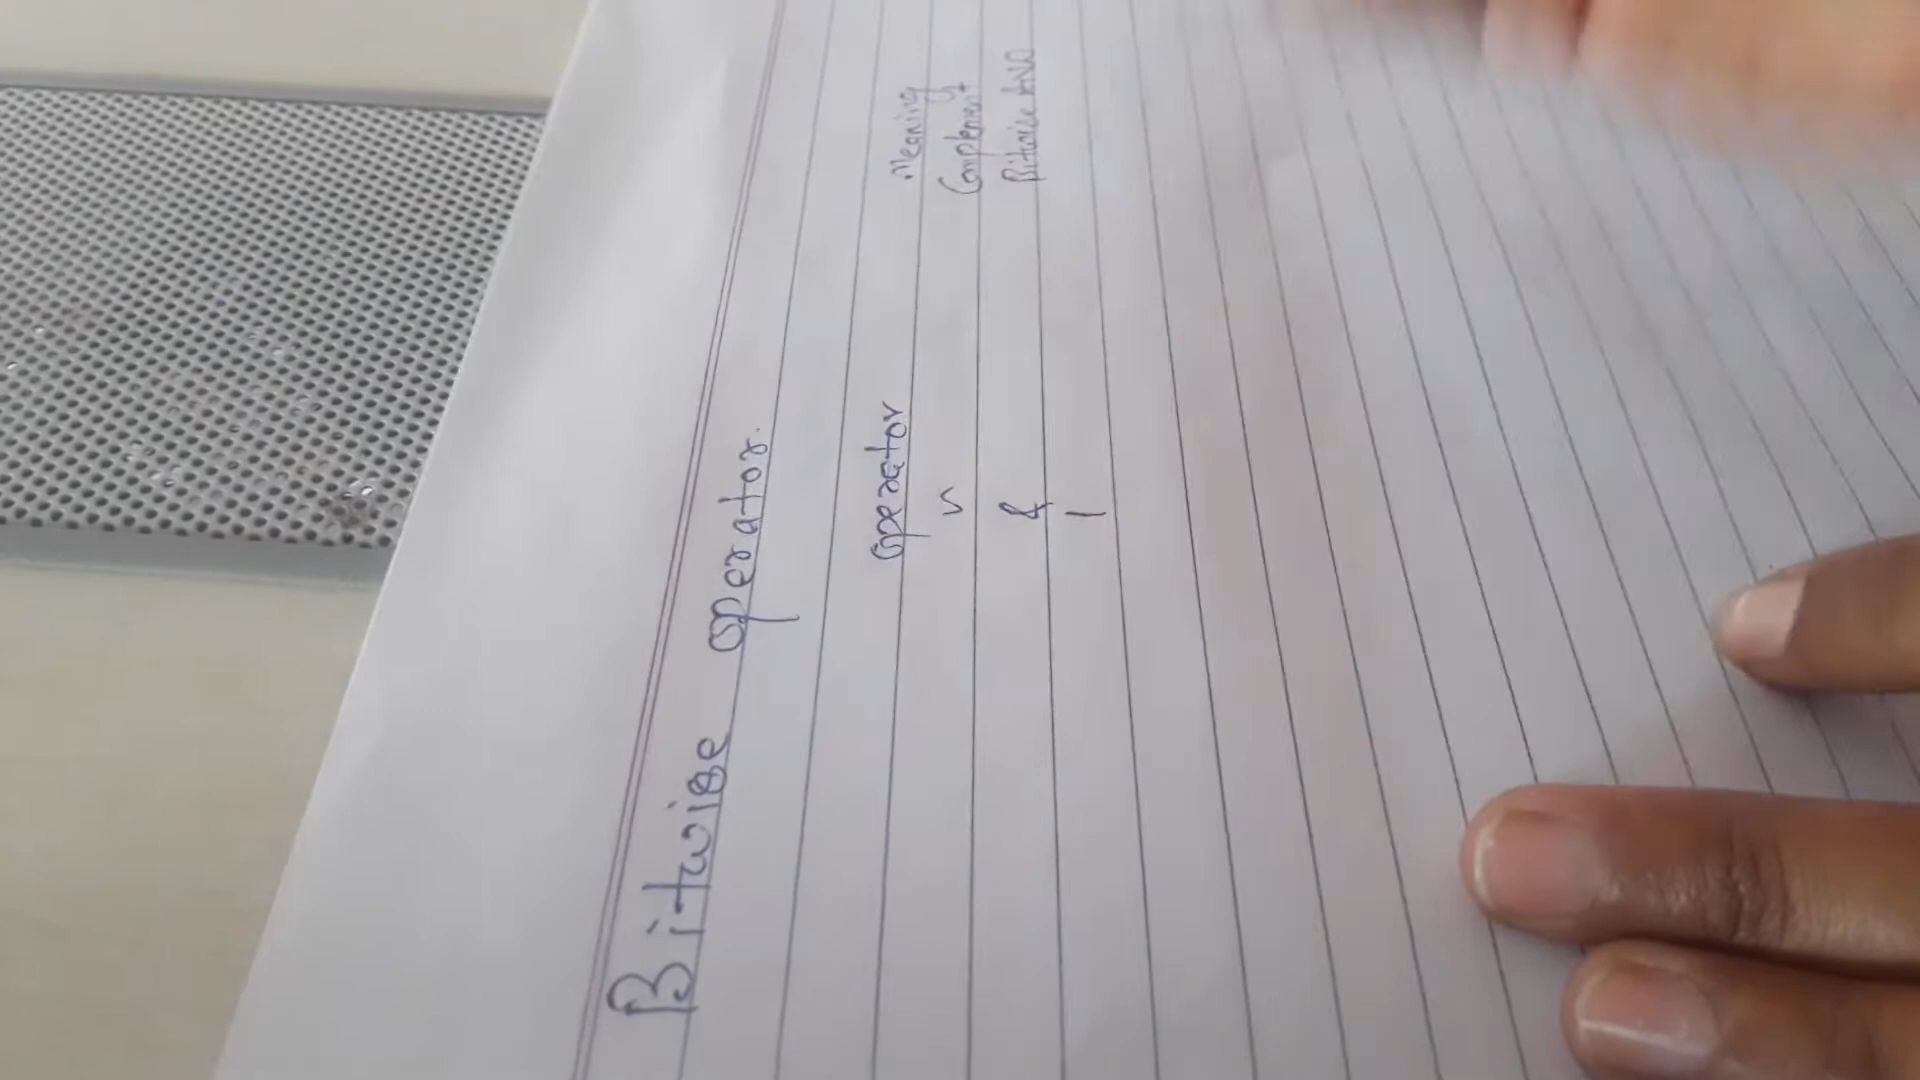 Bitwise operator.
operator Meaning
~ Complement
& Bitwise AND
|